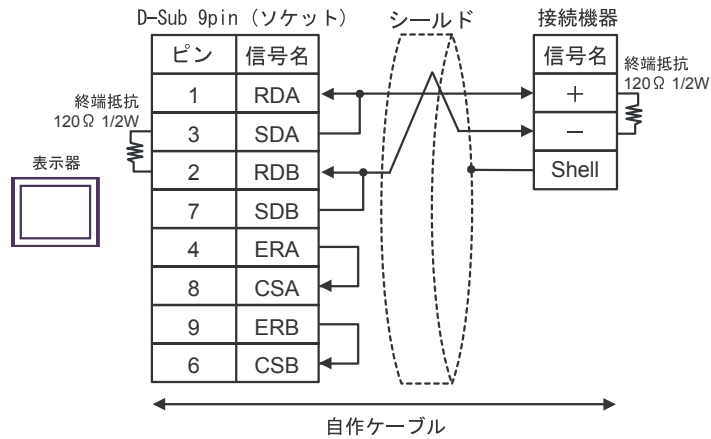 D-Sub 9pin (ソケット)
シールド
接続機器
ピン 信号名
信号名
1 RDA
+
終端抵抗
120Ω 1/2W
終端抵抗
120Ω 1/2W
3 SDA
−
表示器
2 RDB
Shell
7 SDB
4 ERA
8 CSA
9 ERB
6 CSB
自作ケーブル